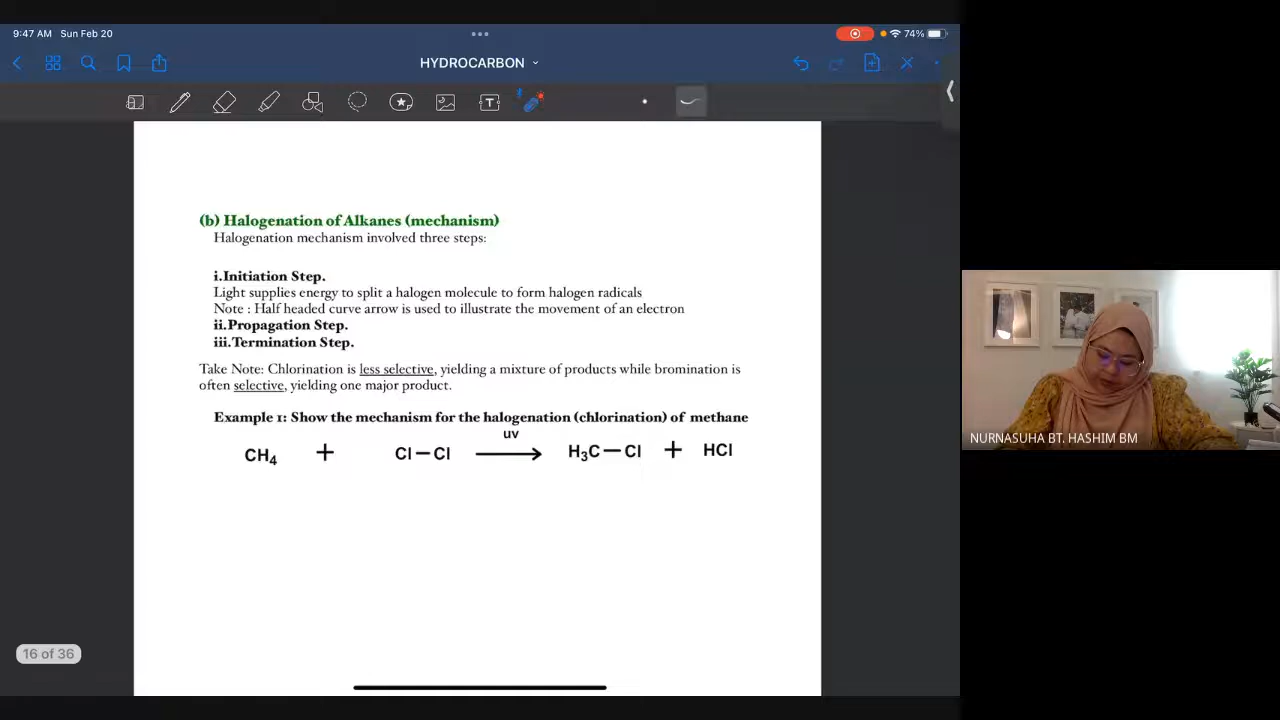 9:47 AM Sun Feb 20
74%
HYDROCARBON
T
(b) Halogenation of Alkanes (mechanism)
Halogenation mechanism involved three steps:
i.Initiation Step.
Light supplies energy to split a halogen molecule to form halogen radicals
Note : Half headed curve arrow is used to illustrate the movement of an electron
ii.Propagation Step.
iii.Termination Step.
Take Note: Chlorination is less selective, yielding a mixture of products while bromination is
often selective, yielding one major product.
Example 1: Show the mechanism for the halogenation (chlorination) of methane
uv
CH₄ + Cl — Cl → H₃C — Cl + HCl
16 of 36
NURNASUHA BT. HASHIM BM